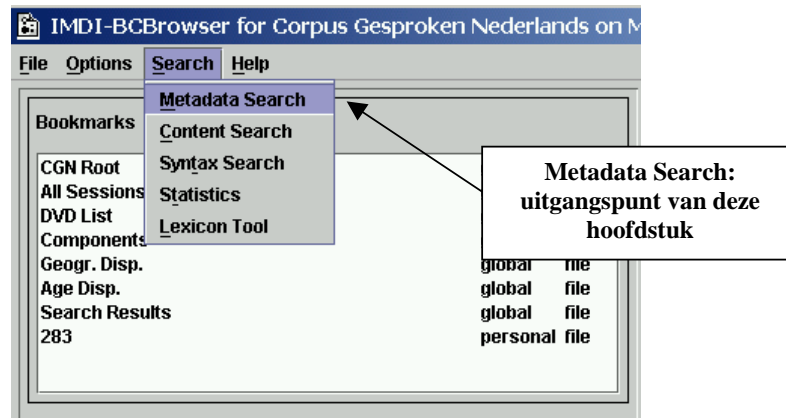 IMDI-BCBrowser for Corpus Gesproken Nederlands on M
File Options Search Help
Metadata Search
Content Search
Syntax Search
Statistics
Lexicon Tool
Bookmarks
CGN Root
All Sessions
DVD List
Components
Geogr. Disp. global file
Age Disp. global file
Search Results global file
283 personal file
Metadata Search:
uitgangspunt van deze
hoofdstuk